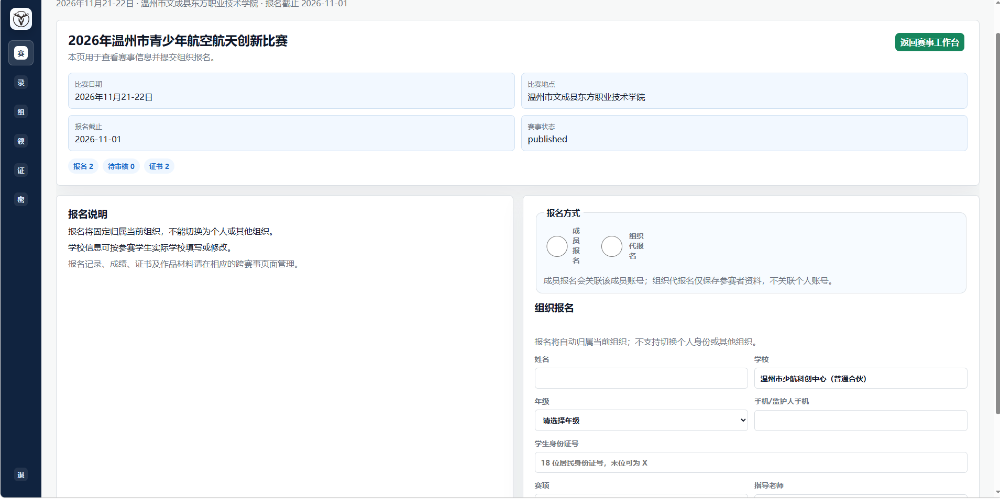 2026年11月21-22日 · 温州市文成县东方职业技术学院 · 报名截止 2026-11-01
赛
录
组
领
证
密
退
2026年温州市青少年航空航天创新比赛
返回赛事工作台
本页用于查看赛事信息并提交组织报名。
比赛日期
2026年11月21-22日
比赛地点
温州市文成县东方职业技术学院
报名截止
2026-11-01
赛事状态
published
报名 2
待审核 0
证书 2
报名说明
报名将固定归属当前组织，不能切换为个人或其他组织。
学校信息可按参赛学生实际学校填写或修改。
报名记录、成绩、证书及作品材料请在相应的跨赛事页面管理。
报名方式
成
员
报
名
组织
代报
名
成员报名会关联该成员账号；组织代报名仅保存参赛者资料，不关联个人账号。
组织报名
报名将自动归属当前组织；不支持切换个人身份或其他组织。
姓名
学校
温州市少航科创中心（普通合伙）
年级
手机/监护人手机
请选择年级
学生身份证号
18 位居民身份证号，末位可为 X
赛项
指导老师